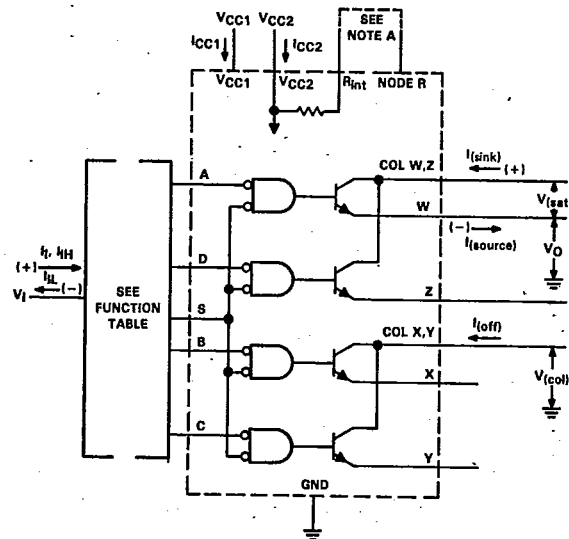 VCC1 VCC2
ICC1 ICC2
SEE
NOTE A
VCC1 VCC2 Rint NODE R
COL W,Z I(sink) (+)
A
V(sat
W (−)
I(source)
VO
D
Z
(+) II, IIH
IIL (−)
VI
SEE
FUNCTION
TABLE
S
COL X,Y I(off)
B
X
V(col)
C
Y
GND